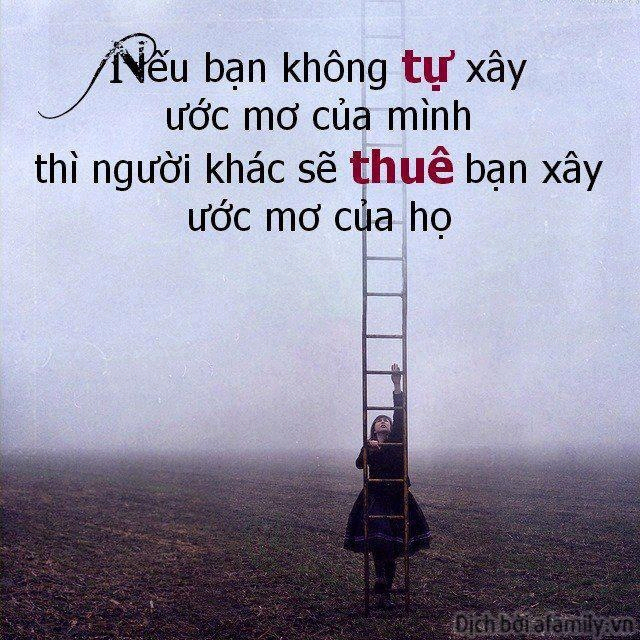 Nếu bạn không tự xây
ước mơ của mình
thì người khác sẽ thuê bạn xây
ước mơ của họ
Dịch bởi afamily.vn